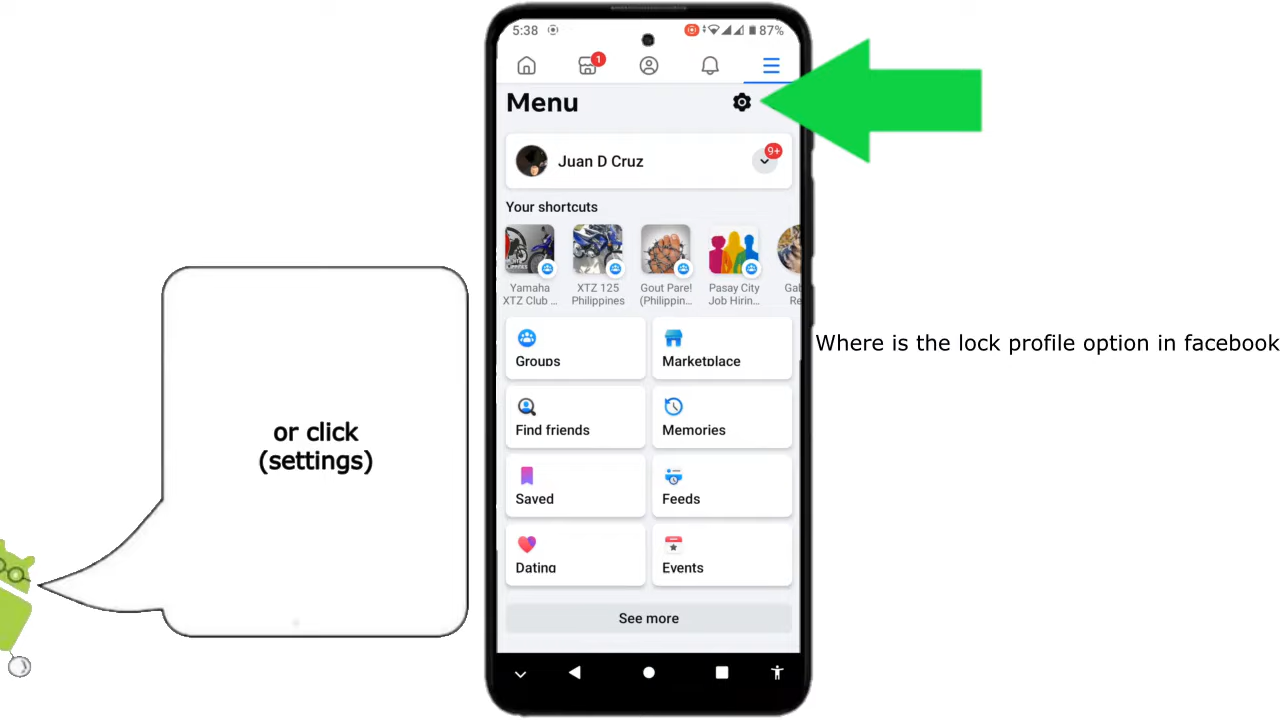 5:38 87%
1
Menu
Juan D Cruz 9+
Your shortcuts
Yamaha
XTZ Club ...
XTZ 125
Philippines
Gout Pare!
(Philippin...
Pasay City
Job Hirin...
Gab
Re
Groups
Marketplace
Find friends
Memories
Saved
Feeds
Dating
Events
See more
or click
(settings)
Where is the lock profile option in facebook